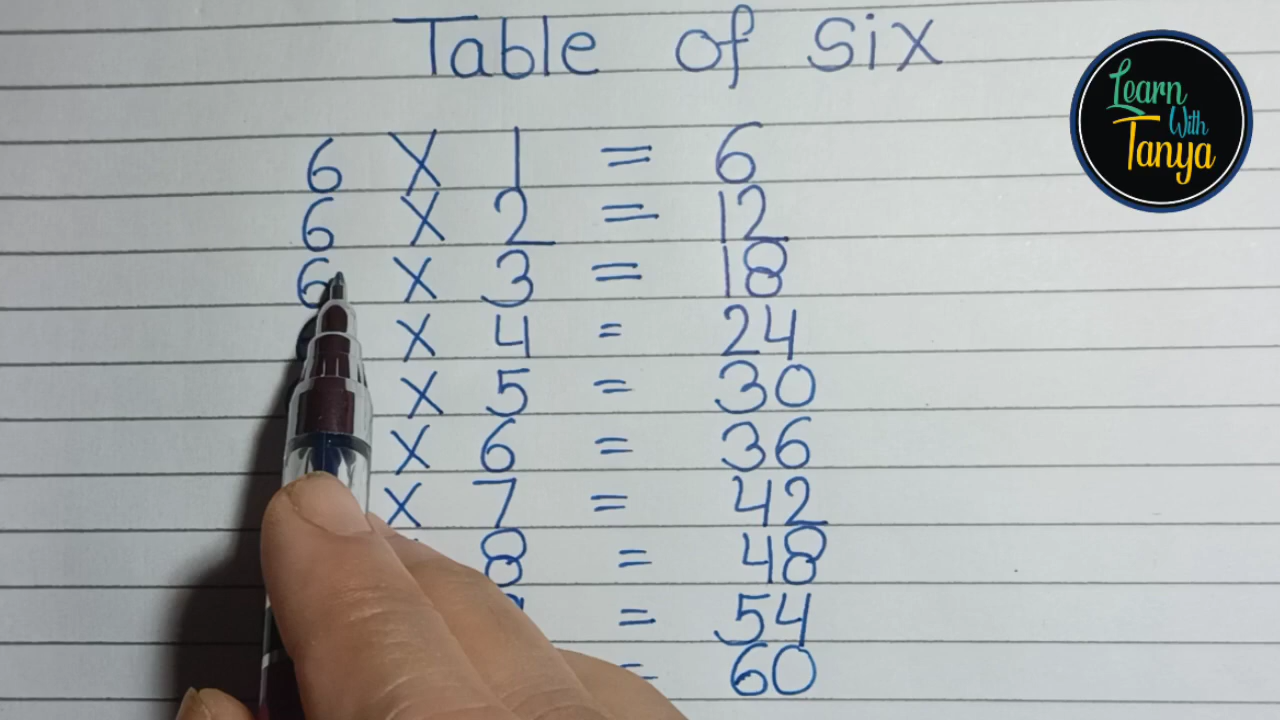 Table of Six
6 X 1 = 6
6 X 2 = 12
6 X 3 = 18
X 4 = 24
X 5 = 30
X 6 = 36
X 7 = 42
8 = 48
= 54
= 60
Learn
With
Tanya